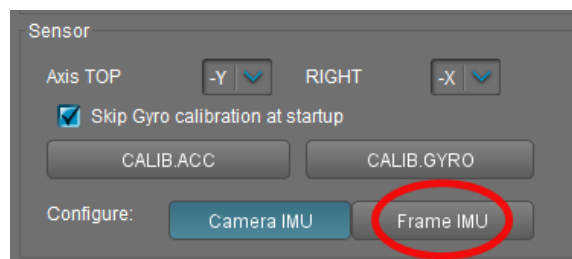 Sensor
Axis TOP -Y RIGHT -X
Skip Gyro calibration at startup
CALIB.ACC CALIB.GYRO
Configure: Camera IMU Frame IMU